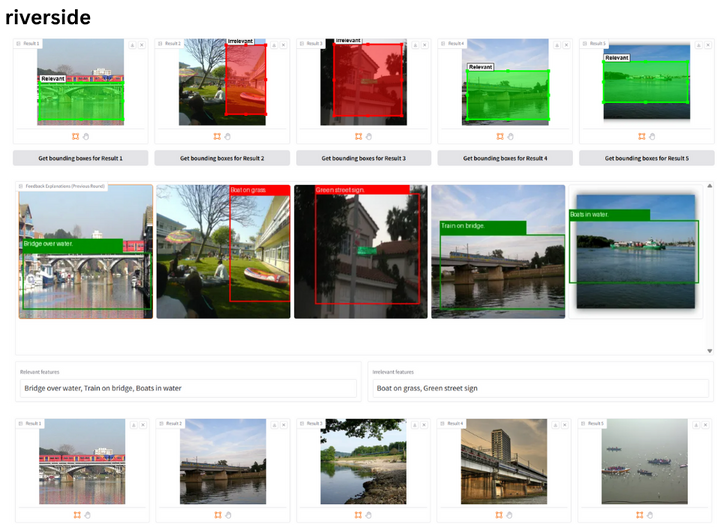 riverside
Result 1
Result 2
Result 3
Result 4
Result 5
Relevant
Irrelevant
Irrelevant
Relevant
Relevant
Get bounding boxes for Result 1
Get bounding boxes for Result 2
Get bounding boxes for Result 3
Get bounding boxes for Result 4
Get bounding boxes for Result 5
Feedback Explanations (Previous Round)
Bridge over water.
Boat on grass.
Green street sign.
Train on bridge.
Boats in water.
Relevant features
Irrelevant features
Bridge over water, Train on bridge, Boats in water
Boat on grass, Green street sign
Result 1
Result 2
Result 3
Result 4
Result 5